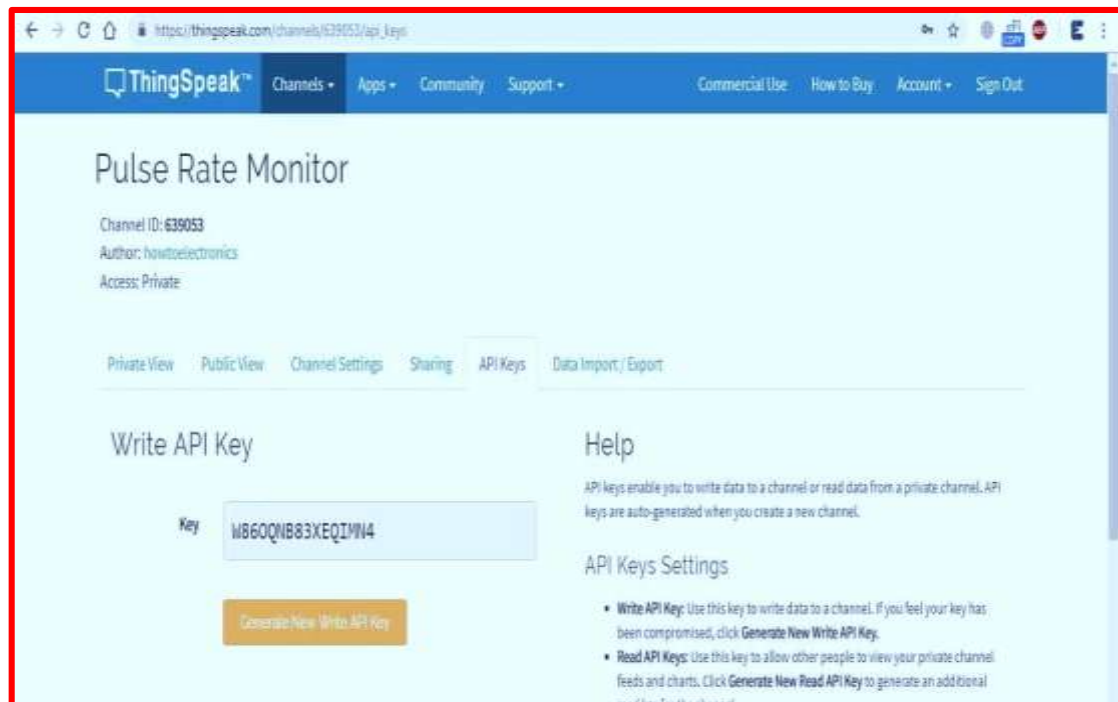 https://thingspeak.com/channels/639053/api_keys
COPY
ThingSpeak™ Channels Apps Community Support Commercial Use How to Buy Account Sign Out
Pulse Rate Monitor
Channel ID: 639053
Author: howtoelectronics
Access: Private
Private View Public View Channel Settings Sharing API Keys Data Import / Export
Write API Key
Key
W86OQNB83XEQIMN4
Generate New Write API Key
Help
API keys enable you to write data to a channel or read data from a private channel. API
keys are auto-generated when you create a new channel.
API Keys Settings
• Write API Key: Use this key to write data to a channel. If you feel your key has
been compromised, click Generate New Write API Key.
• Read API Keys: Use this key to allow other people to view your private channel
feeds and charts. Click Generate New Read API Key to generate an additional